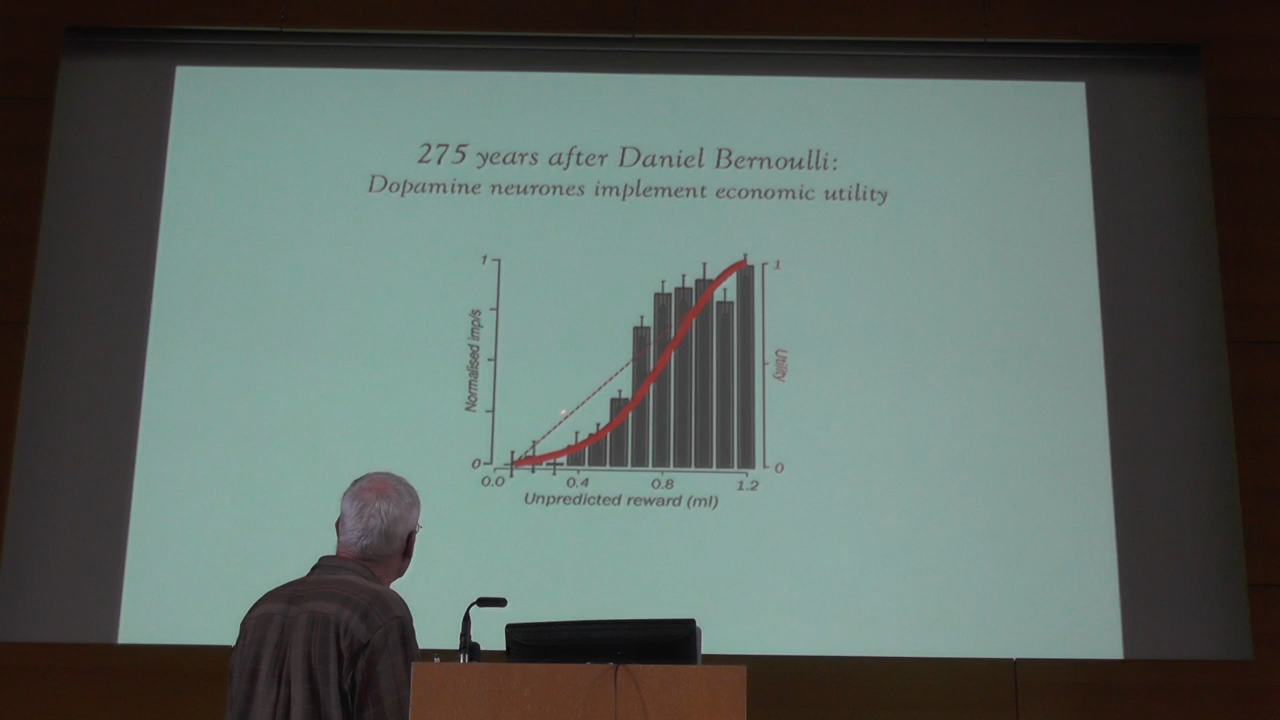 275 years after Daniel Bernoulli:
Dopamine neurones implement economic utility
1
1
Normalised imp/s
Utility
0
0
0.0
0.4
0.8
1.2
Unpredicted reward (ml)